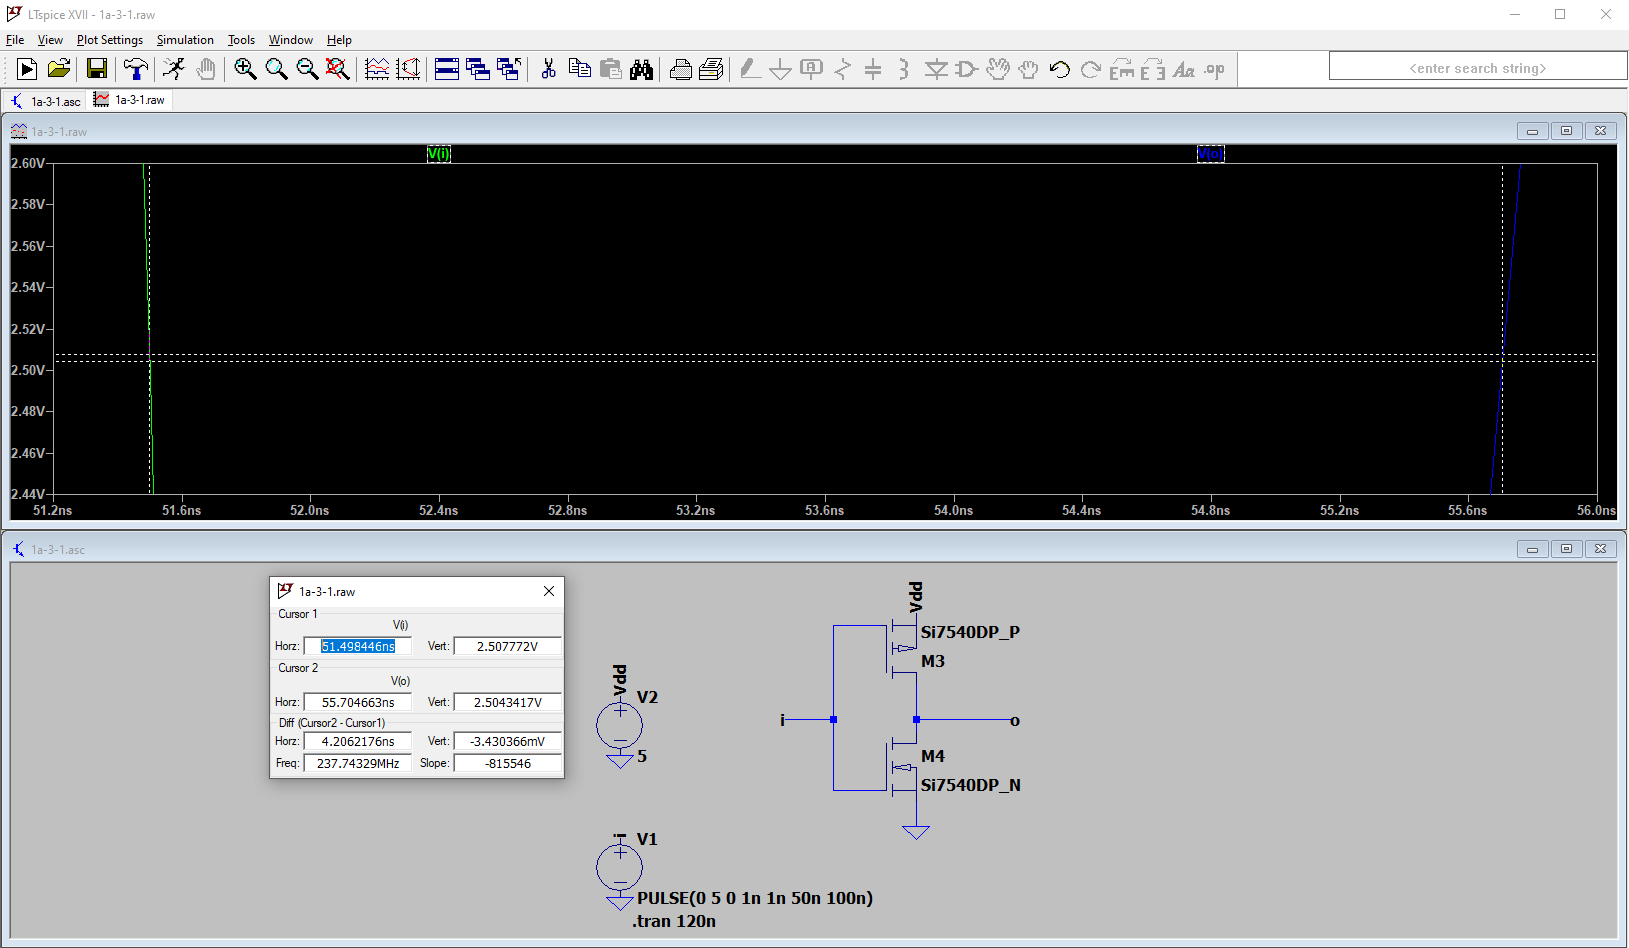 LTspice XVII - 1a-3-1.raw
File View Plot Settings Simulation Tools Window Help
<enter search string>
1a-3-1.asc 1a-3-1.raw
1a-3-1.raw
V(i) V(o)
2.60V
2.58V
2.56V
2.54V
2.52V
2.50V
2.48V
2.46V
2.44V
51.2ns 51.6ns 52.0ns 52.4ns 52.8ns 53.2ns 53.6ns 54.0ns 54.4ns 54.8ns 55.2ns 55.6ns 56.0ns
1a-3-1.asc
1a-3-1.raw
Cursor 1
V(i)
Horz: 51.498446ns Vert: 2.507772V
Cursor 2
V(o)
Horz: 55.704663ns Vert: 2.5043417V
Diff (Cursor2 - Cursor1)
Horz: 4.2062176ns Vert: -3.430366mV
Freq: 237.74329MHz Slope: -815546
Vdd
V2
5
i
V1
PULSE(0 5 0 1n 1n 50n 100n)
.tran 120n
Vdd
Si7540DP_P
M3
i o
M4
Si7540DP_N